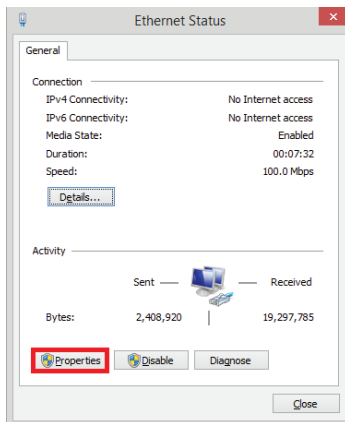 Ethernet Status
General
Connection
IPv4 Connectivity: No Internet access
IPv6 Connectivity: No Internet access
Media State: Enabled
Duration: 00:07:32
Speed: 100.0 Mbps
Details...
Activity
Sent — — Received
Bytes: 2,408,920 | 19,297,785
Properties Disable Diagnose
Close